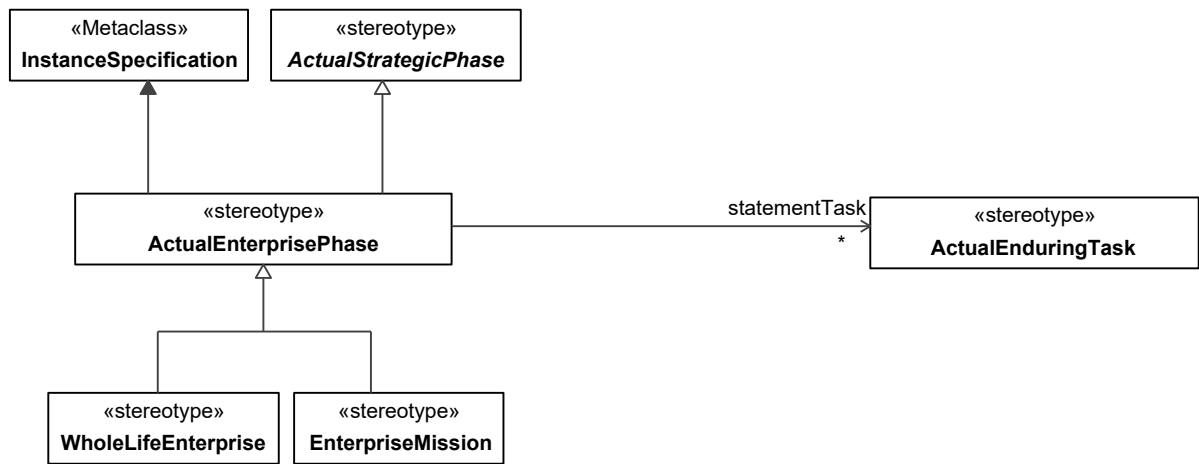 «Metaclass»
InstanceSpecification
«stereotype»
ActualStrategicPhase
«stereotype»
ActualEnterprisePhase
statementTask
*
«stereotype»
ActualEnduringTask
«stereotype»
WholeLifeEnterprise
«stereotype»
EnterpriseMission